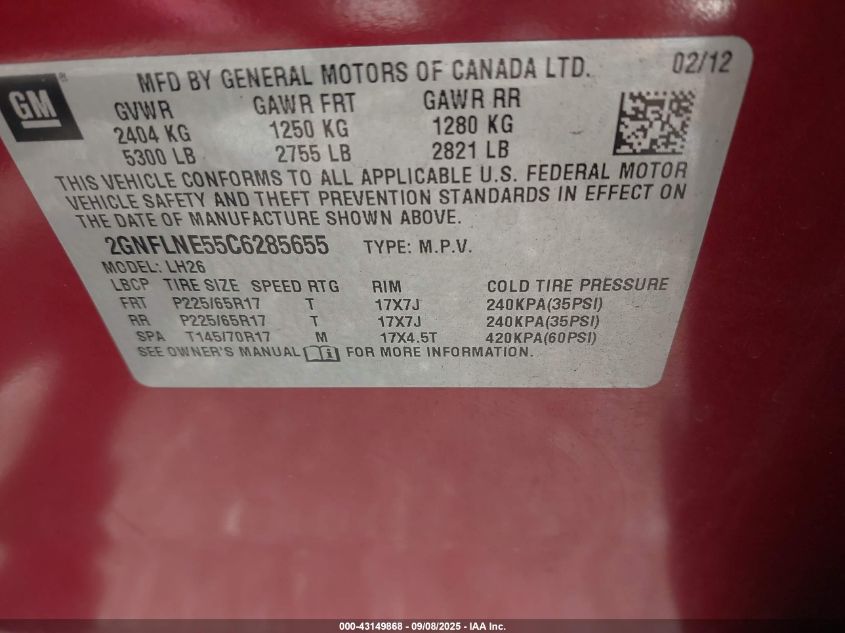 GM®
MFD BY GENERAL MOTORS OF CANADA LTD. 02/12
GVWR GAWR FRT GAWR RR
2404 KG 1250 KG 1280 KG
5300 LB 2755 LB 2821 LB
THIS VEHICLE CONFORMS TO ALL APPLICABLE U.S. FEDERAL MOTOR
VEHICLE SAFETY AND THEFT PREVENTION STANDARDS IN EFFECT ON
THE DATE OF MANUFACTURE SHOWN ABOVE.
2GNFLNE55C6285655 TYPE: M.P.V.
MODEL: LH26
LBCP TIRE SIZE SPEED RTG RIM COLD TIRE PRESSURE
FRT P225/65R17 T 17X7J 240KPA(35PSI)
RR P225/65R17 T 17X7J 240KPA(35PSI)
SPA T145/70R17 M 17X4.5T 420KPA(60PSI)
SEE OWNER'S MANUAL FOR MORE INFORMATION.
000-43149868 - 09/08/2025 - IAA Inc.